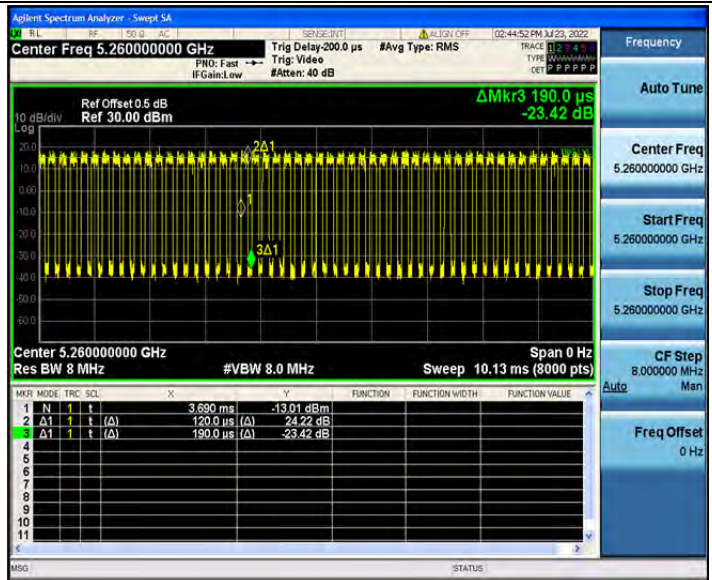 Agilent Spectrum Analyzer - Swept SA
RL RF 50 Ω AC SENSE:INT ALIGN OFF 02:44:52 PM Jul 23, 2022
Center Freq 5.260000000 GHz
PNO: Fast
IFGain:Low
Trig Delay-200.0 µs
Trig: Video
#Atten: 40 dB
#Avg Type: RMS
TRACE 1 2 3 4 5 6
TYPE
DET P P P P P P
Frequency
Ref Offset 0.5 dB
10 dB/div Ref 30.00 dBm
Log
ΔMkr3 190.0 µs
-23.42 dB
20.0
10.0
0.00
-10.0
-20.0
-30.0
-40.0
-50.0
-60.0
2Δ1
1
3Δ1
Center 5.260000000 GHz Span 0 Hz
Res BW 8 MHz #VBW 8.0 MHz Sweep 10.13 ms (8000 pts)
MKR MODE TRC SCL X Y FUNCTION FUNCTION WIDTH FUNCTION VALUE
1 N 1 t 3.690 ms -13.01 dBm
2 Δ1 1 t (Δ) 120.0 µs (Δ) 24.22 dB
3 Δ1 1 t (Δ) 190.0 µs (Δ) -23.42 dB
4
5
6
7
8
9
10
11
MSG STATUS
Auto Tune
Center Freq
5.260000000 GHz
Start Freq
5.260000000 GHz
Stop Freq
5.260000000 GHz
CF Step
8.000000 MHz
Auto Man
Freq Offset
0 Hz